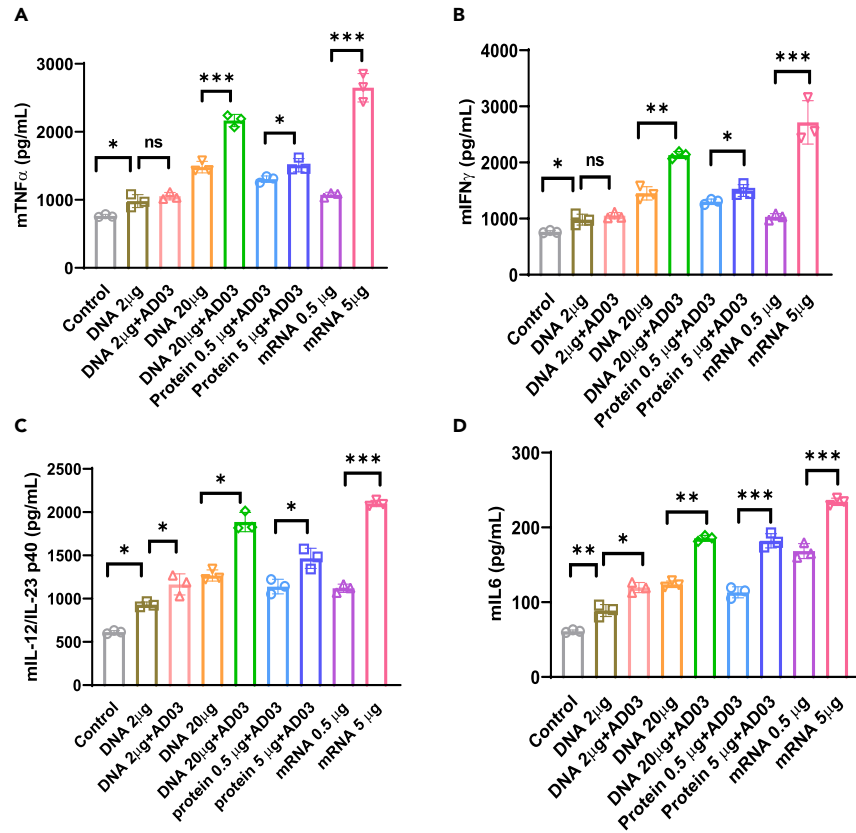 A
mTNFα (pg/mL)
3000
2000
1000
0
*
ns
***
*
***
Control
DNA 2μg
DNA 2μg+AD03
DNA 20μg
DNA 20μg+AD03
Protein 0.5 μg+AD03
Protein 5 μg+AD03
mRNA 0.5 μg
mRNA 5μg
B
mIFNγ (pg/mL)
4000
3000
2000
1000
0
*
ns
**
*
***
Control
DNA 2μg
DNA 2μg+AD03
DNA 20μg
DNA 20μg+AD03
Protein 0.5 μg+AD03
Protein 5 μg+AD03
mRNA 0.5 μg
mRNA 5μg
C
mIL-12/IL-23 p40 (pg/mL)
2500
2000
1500
1000
500
0
*
*
*
*
***
Control
DNA 2μg
DNA 2μg+AD03
DNA 20μg
DNA 20μg+AD03
protein 0.5 μg+AD03
protein 5 μg+AD03
mRNA 0.5 μg
mRNA 5 μg
D
mIL6 (pg/mL)
300
200
100
0
**
*
**
***
***
Control
DNA 2μg
DNA 2μg+AD03
DNA 20μg
DNA 20μg+AD03
Protein 0.5 μg+AD03
Protein 5 μg+AD03
mRNA 0.5 μg
mRNA 5μg